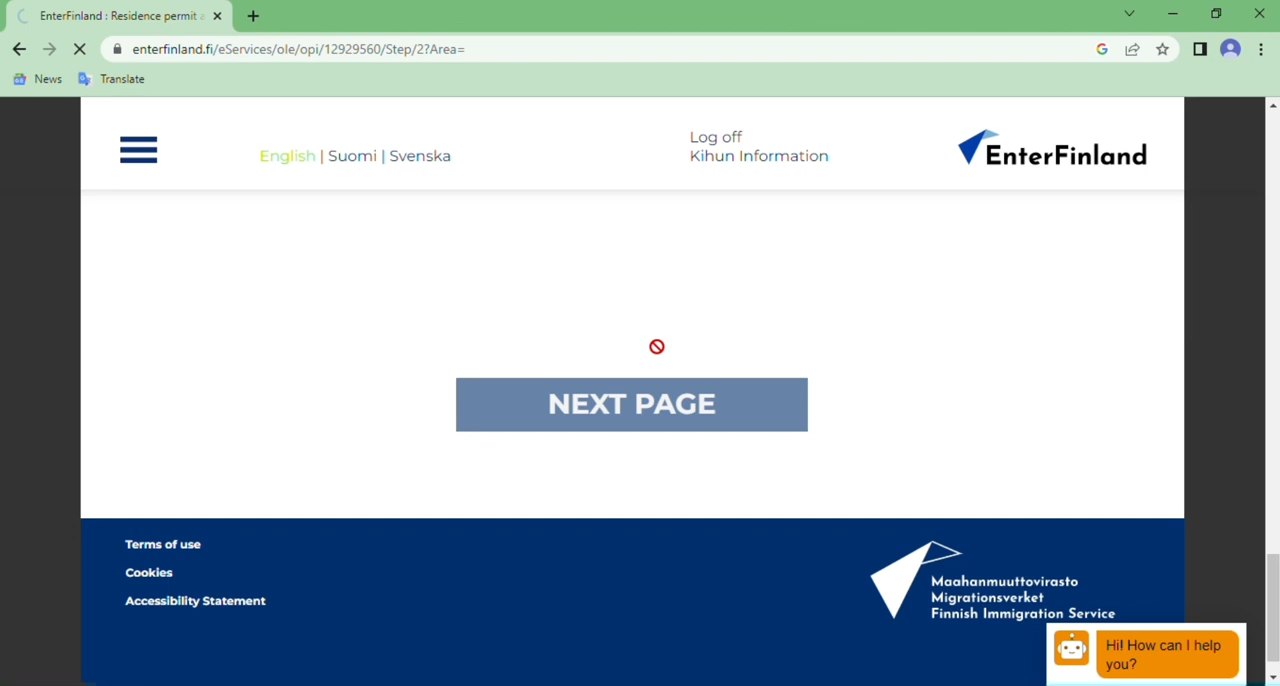 EnterFinland : Residence permit a
enterfinland.fi/eServices/ole/opi/12929560/Step/2?Area=
News
Translate
English | Suomi | Svenska
Log off
Kihun Information
EnterFinland
NEXT PAGE
Terms of use
Cookies
Accessibility Statement
Maahanmuuttovirasto
Migrationsverket
Finnish Immigration Service
Hi! How can I help
you?